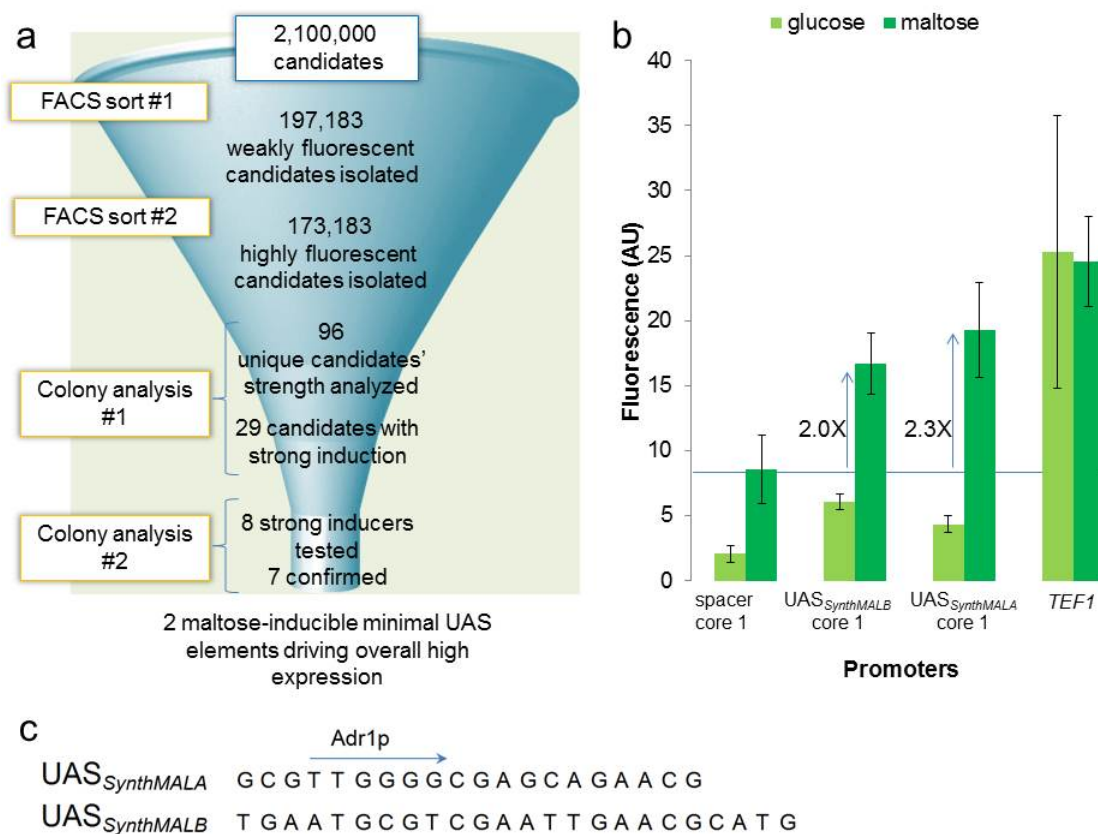 a
2,100,000
candidates
FACS sort #1
197,183
weakly fluorescent
candidates isolated
FACS sort #2
173,183
highly fluorescent
candidates isolated
96
unique candidates'
strength analyzed
Colony analysis
#1
29 candidates with
strong induction
Colony analysis
#2
8 strong inducers
tested
7 confirmed
2 maltose-inducible minimal UAS
elements driving overall high
expression
b
glucose maltose
Fluorescence (AU)
40
35
30
25
20
15
10
5
0
2.0X
2.3X
spacer
core 1
UASSynthMALB
core 1
UASSynthMALA
core 1
TEF1
Promoters
c
Adr1p
UASSynthMALA G C G T T G G G G C G A G C A G A A C G
UASSynthMALB T G A A T G C G T C G A A T T G A A C G C A T G